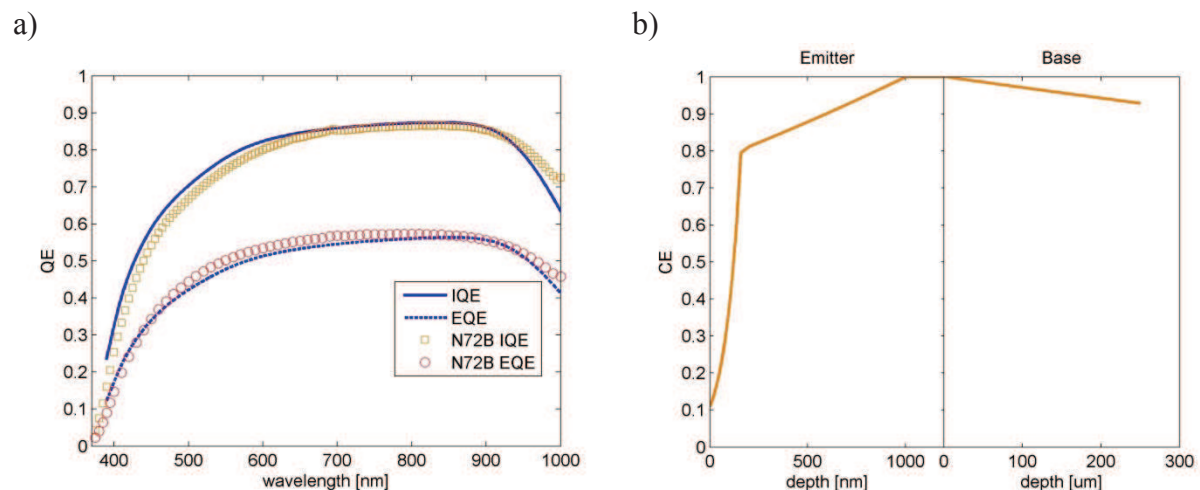 a)
QE
1
0.9
0.8
0.7
0.6
0.5
0.4
0.3
0.2
0.1
0
400 500 600 700 800 900 1000
wavelength [nm]
IQE
EQE
N72B IQE
N72B EQE
b)
Emitter Base
CE
1
0.9
0.8
0.7
0.6
0.5
0.4
0.3
0.2
0.1
0
0 500 1000 0 100 200 300
depth [nm] depth [um]